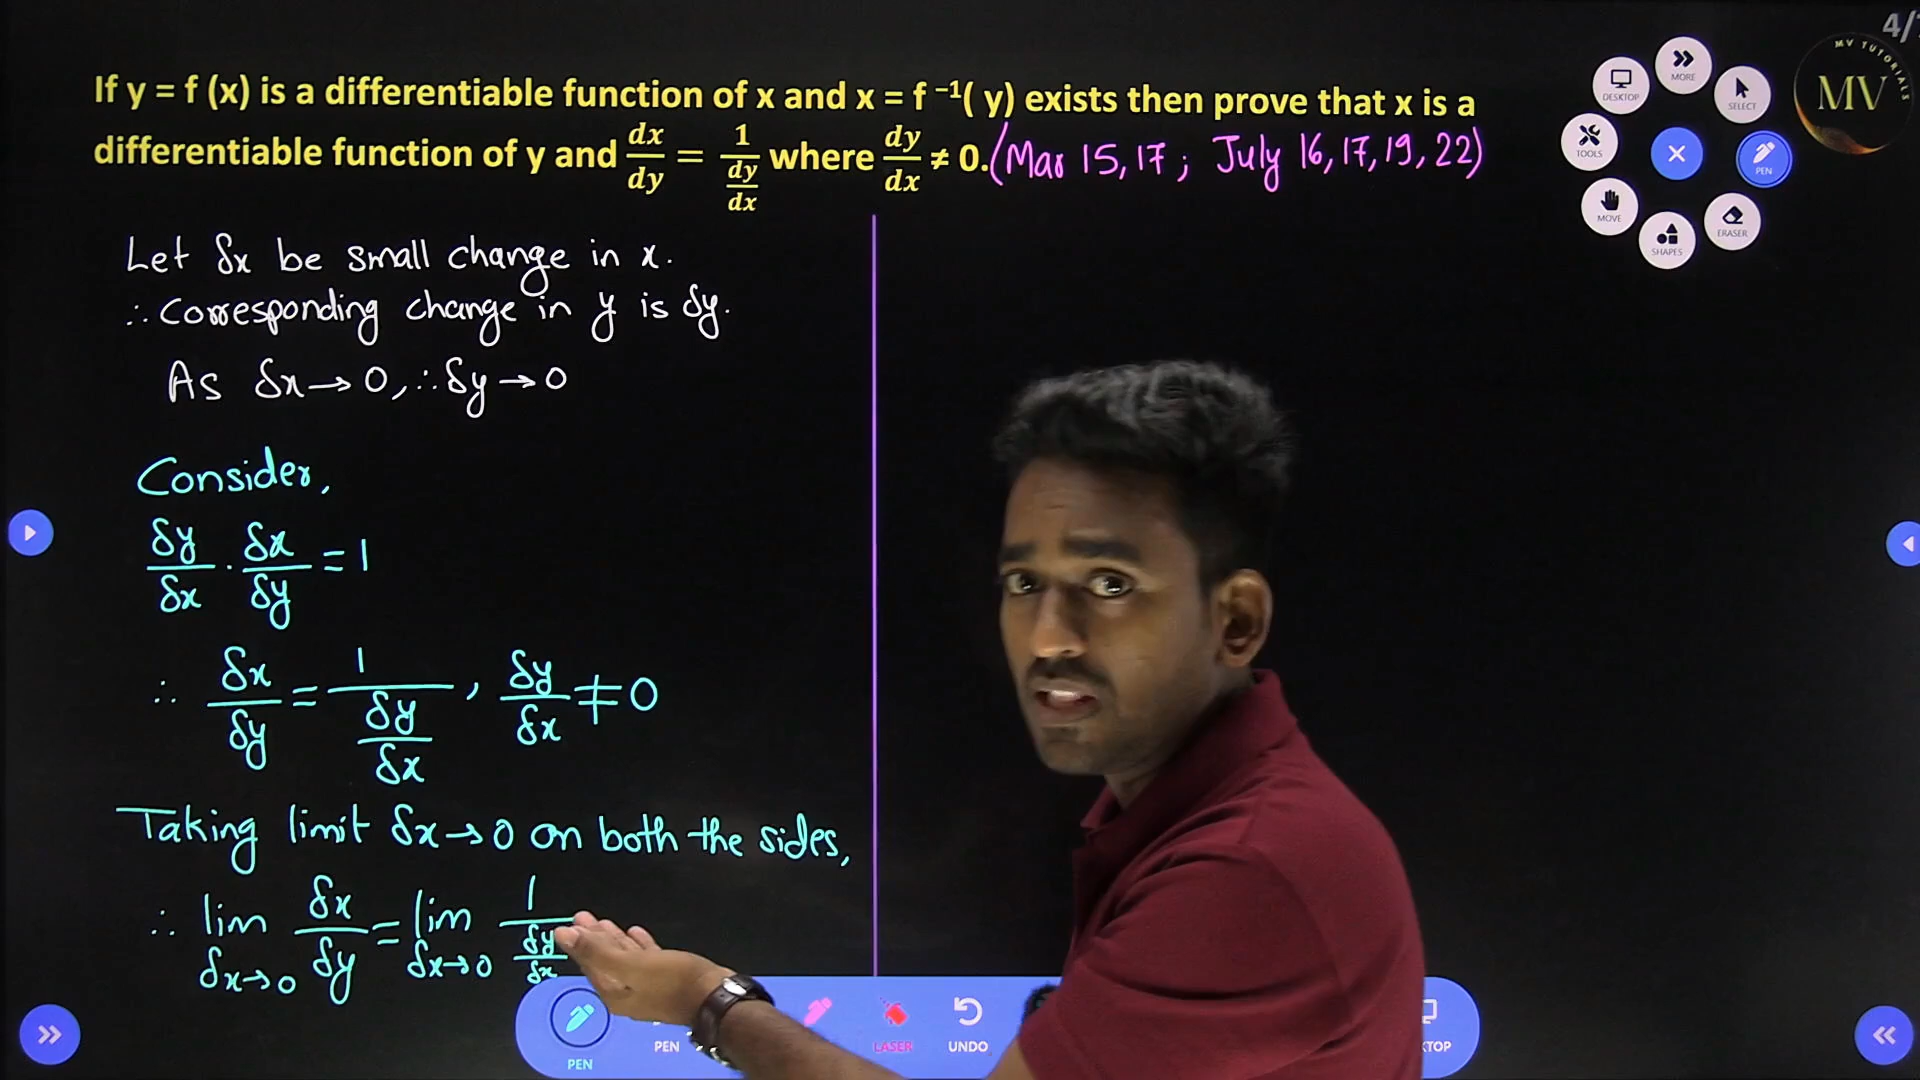 4/
MV TUTORIALS
MV
If y = f (x) is a differentiable function of x and x = f ⁻¹( y) exists then prove that x is a
differentiable function of y and dx/dy = 1/(dy/dx) where dy/dx ≠ 0. (Mar 15, 17 ; July 16, 17, 19, 22)
DESKTOP
MORE
SELECT
TOOLS
PEN
MOVE
SHAPES
ERASER
Let δx be small change in x.
∴ Corresponding change in y is δy.
As δx → 0, ∴ δy → 0
Consider,
δy/δx . δx/δy = 1
∴ δx/δy = 1/(δy/δx) , δy/δx ≠ 0
Taking limit δx → 0 on both the sides,
∴ lim δx→0 δx/δy = lim δx→0 1/(δy/δx)
PEN
PEN
LASER
UNDO